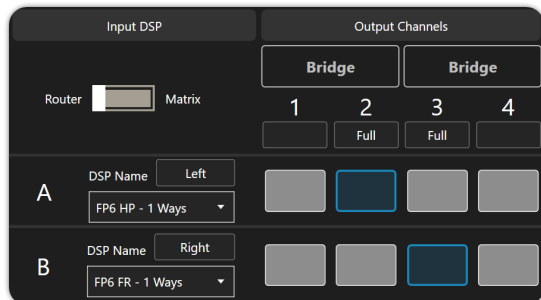 Input DSP
Output Channels
Bridge
Bridge
Router
Matrix
1
2
3
4
Full
Full
A
DSP Name
Left
FP6 HP - 1 Ways
B
DSP Name
Right
FP6 FR - 1 Ways